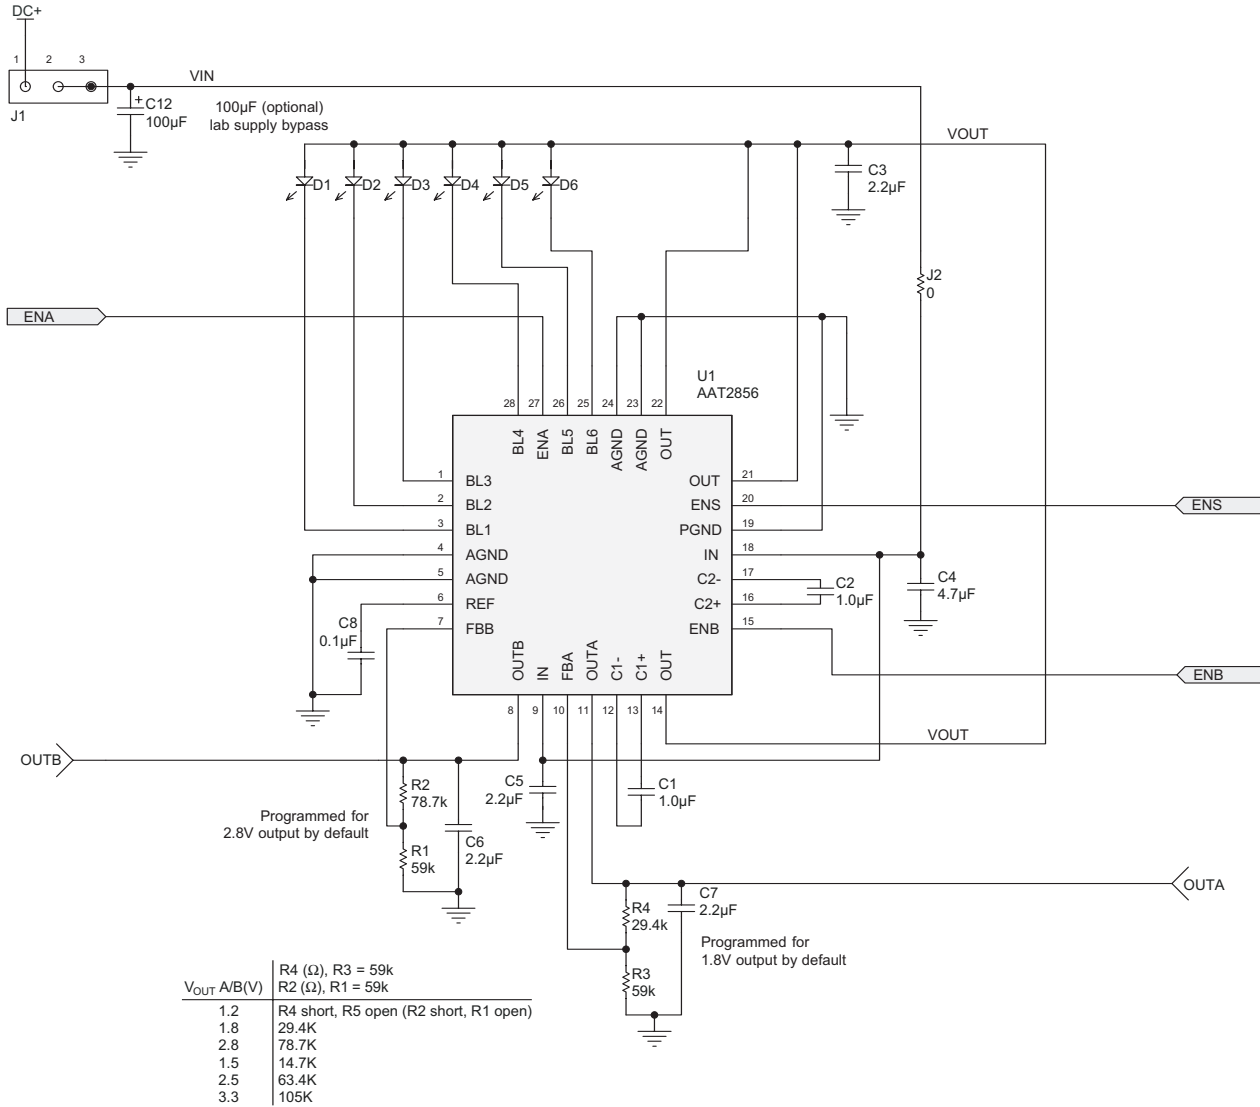 DC+
1 2 3
J1
VIN
+
C12
100µF
100µF (optional)
lab supply bypass
VOUT
D1 D2 D3 D4 D5 D6
C3
2.2µF
J2
0
ENA
U1
AAT2856
28 27 26 25 24 23 22
BL4 ENA BL5 BL6 AGND AGND OUT
1 BL3
2 BL2
3 BL1
4 AGND
5 AGND
6 REF
7 FBB
OUT 21
ENS 20
PGND 19
IN 18
C2- 17
C2+ 16
ENB 15
ENS
C2
1.0µF
C4
4.7µF
ENB
C8
0.1µF
OUTB IN FBA OUTA C1- C1+ OUT
8 9 10 11 12 13 14
VOUT
OUTB
R2
78.7k
C5
2.2µF
C1
1.0µF
Programmed for
2.8V output by default
R1
59k
C6
2.2µF
OUTA
R4
29.4k
C7
2.2µF
Programmed for
1.8V output by default
R3
59k
R4 (Ω), R3 = 59k
VOUT A/B(V) R2 (Ω), R1 = 59k
1.2 R4 short, R5 open (R2 short, R1 open)
1.8 29.4K
2.8 78.7K
1.5 14.7K
2.5 63.4K
3.3 105K